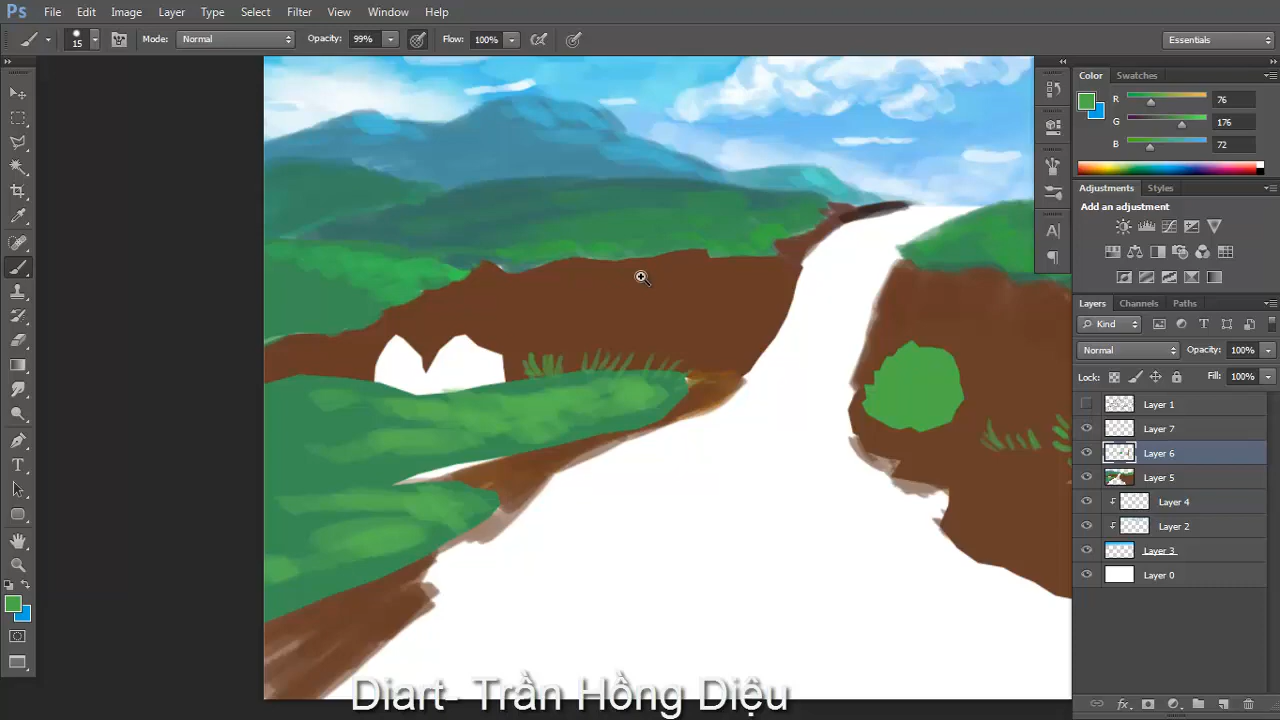 Ps File Edit Image Layer Type Select Filter View Window Help
15 Mode: Normal Opacity: 99% Flow: 100% Essentials
Color Swatches
R 76
G 176
B 72
Adjustments Styles
Add an adjustment
Layers Channels Paths
Kind
Normal Opacity: 100%
Lock: Fill: 100%
Layer 1
Layer 7
Layer 6
Layer 5
Layer 4
Layer 2
Layer 3
Layer 0
Diart- Trần Hồng Diệu